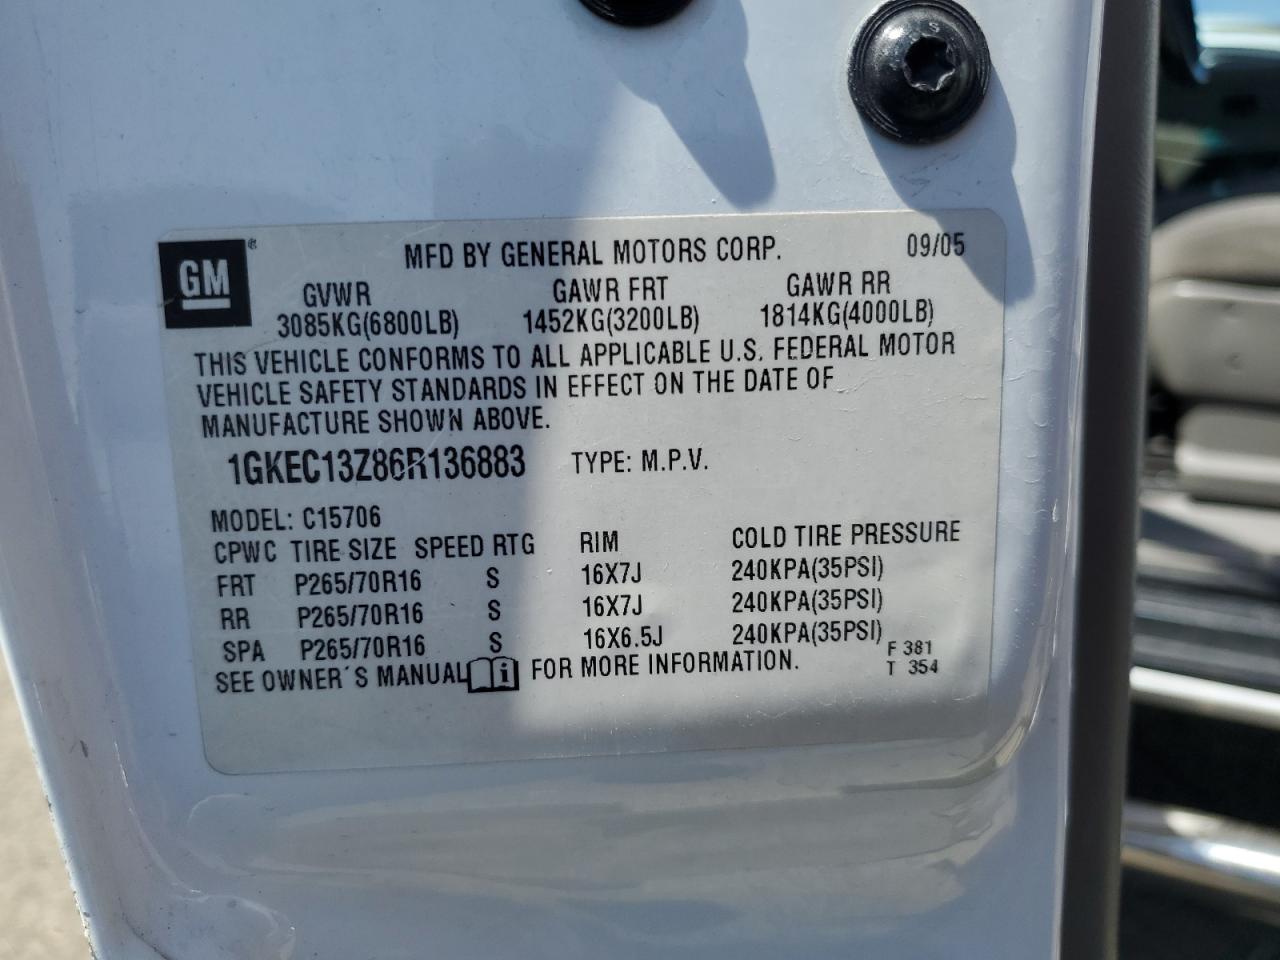 GM ®
MFD BY GENERAL MOTORS CORP. 09/05
GVWR GAWR FRT GAWR RR
3085KG(6800LB) 1452KG(3200LB) 1814KG(4000LB)
THIS VEHICLE CONFORMS TO ALL APPLICABLE U.S. FEDERAL MOTOR
VEHICLE SAFETY STANDARDS IN EFFECT ON THE DATE OF
MANUFACTURE SHOWN ABOVE.
1GKEC13Z86R136883 TYPE: M.P.V.
MODEL: C15706
CPWC TIRE SIZE SPEED RTG RIM COLD TIRE PRESSURE
FRT P265/70R16 S 16X7J 240KPA(35PSI)
RR P265/70R16 S 16X7J 240KPA(35PSI)
SPA P265/70R16 S 16X6.5J 240KPA(35PSI)
SEE OWNER´S MANUAL i FOR MORE INFORMATION.
F 381
T 354
S